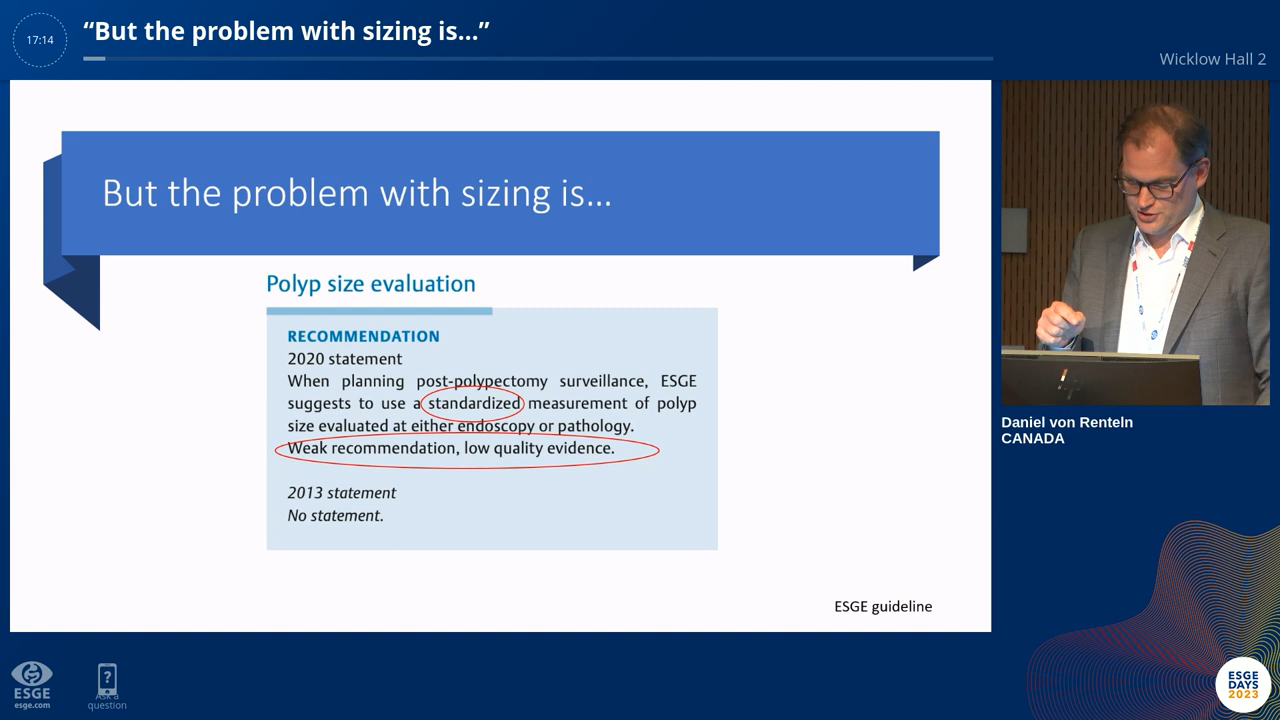 17:14
“But the problem with sizing is...”
Wicklow Hall 2
But the problem with sizing is...
Polyp size evaluation
RECOMMENDATION
2020 statement
When planning post-polypectomy surveillance, ESGE
suggests to use a standardized measurement of polyp
size evaluated at either endoscopy or pathology.
Weak recommendation, low quality evidence.
2013 statement
No statement.
ESGE guideline
Daniel von Renteln
CANADA
ESGE
esge.com
?
Ask a
question
ESGE
DAYS
2023